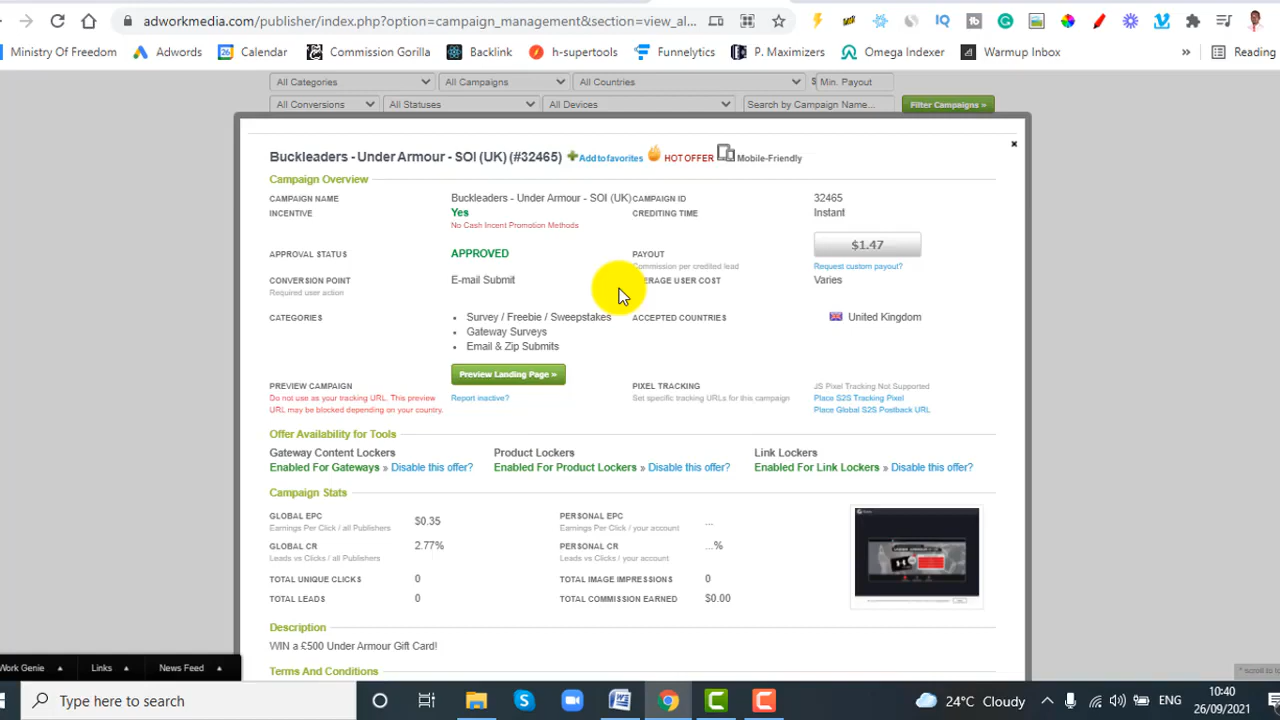 adworkmedia.com/publisher/index.php?option=campaign_management&section=view_al...
Ministry Of Freedom
Adwords
26
Calendar
Commission Gorilla
Backlink
h-supertools
Funnelytics
P. Maximizers
Omega Indexer
Warmup Inbox
»
Reading
All Categories
All Campaigns
All Countries
$
Min. Payout
All Conversions
All Statuses
All Devices
Search by Campaign Name...
Filter Campaigns »
Buckleaders - Under Armour - SOI (UK) (#32465)
Add to favorites
HOT OFFER
Mobile-Friendly
Campaign Overview
CAMPAIGN NAME
Buckleaders - Under Armour - SOI (UK)
CAMPAIGN ID
32465
INCENTIVE
Yes
No Cash Incent Promotion Methods
CREDITING TIME
Instant
APPROVAL STATUS
APPROVED
PAYOUT
Commission per credited lead
$1.47
Request custom payout?
CONVERSION POINT
Required user action
E-mail Submit
ERAGE USER COST
Varies
CATEGORIES
• Survey / Freebie / Sweepstakes
• Gateway Surveys
• Email & Zip Submits
ACCEPTED COUNTRIES
United Kingdom
PREVIEW CAMPAIGN
Do not use as your tracking URL. This preview
URL may be blocked depending on your country.
Preview Landing Page »
Report inactive?
PIXEL TRACKING
Set specific tracking URLs for this campaign
JS Pixel Tracking Not Supported
Place S2S Tracking Pixel
Place Global S2S Postback URL
Offer Availability for Tools
Gateway Content Lockers
Enabled For Gateways » Disable this offer?
Product Lockers
Enabled For Product Lockers » Disable this offer?
Link Lockers
Enabled For Link Lockers » Disable this offer?
Campaign Stats
GLOBAL EPC
Earnings Per Click / all Publishers
$0.35
PERSONAL EPC
Earnings Per Click / your account
...
GLOBAL CR
Leads vs Clicks / all Publishers
2.77%
PERSONAL CR
Leads vs Clicks / your account
...%
TOTAL UNIQUE CLICKS
0
TOTAL IMAGE IMPRESSIONS
0
TOTAL LEADS
0
TOTAL COMMISSION EARNED
$0.00
Description
WIN a £500 Under Armour Gift Card!
Terms And Conditions
Work Genie
Links
News Feed
Type here to search
24°C Cloudy
ENG
10:40
26/09/2021